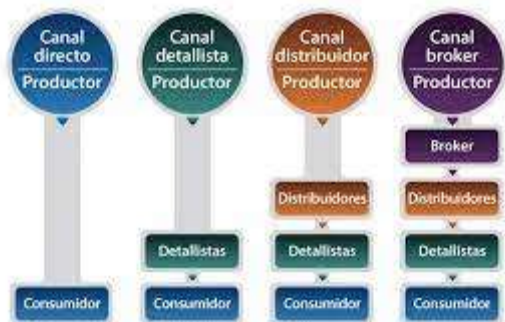 Canal
directo
Productor
Consumidor
Canal
detallista
Productor
Detallistas
Consumidor
Canal
distribuidor
Productor
Distribuidores
Detallistas
Consumidor
Canal
broker
Productor
Broker
Distribuidores
Detallistas
Consumidor